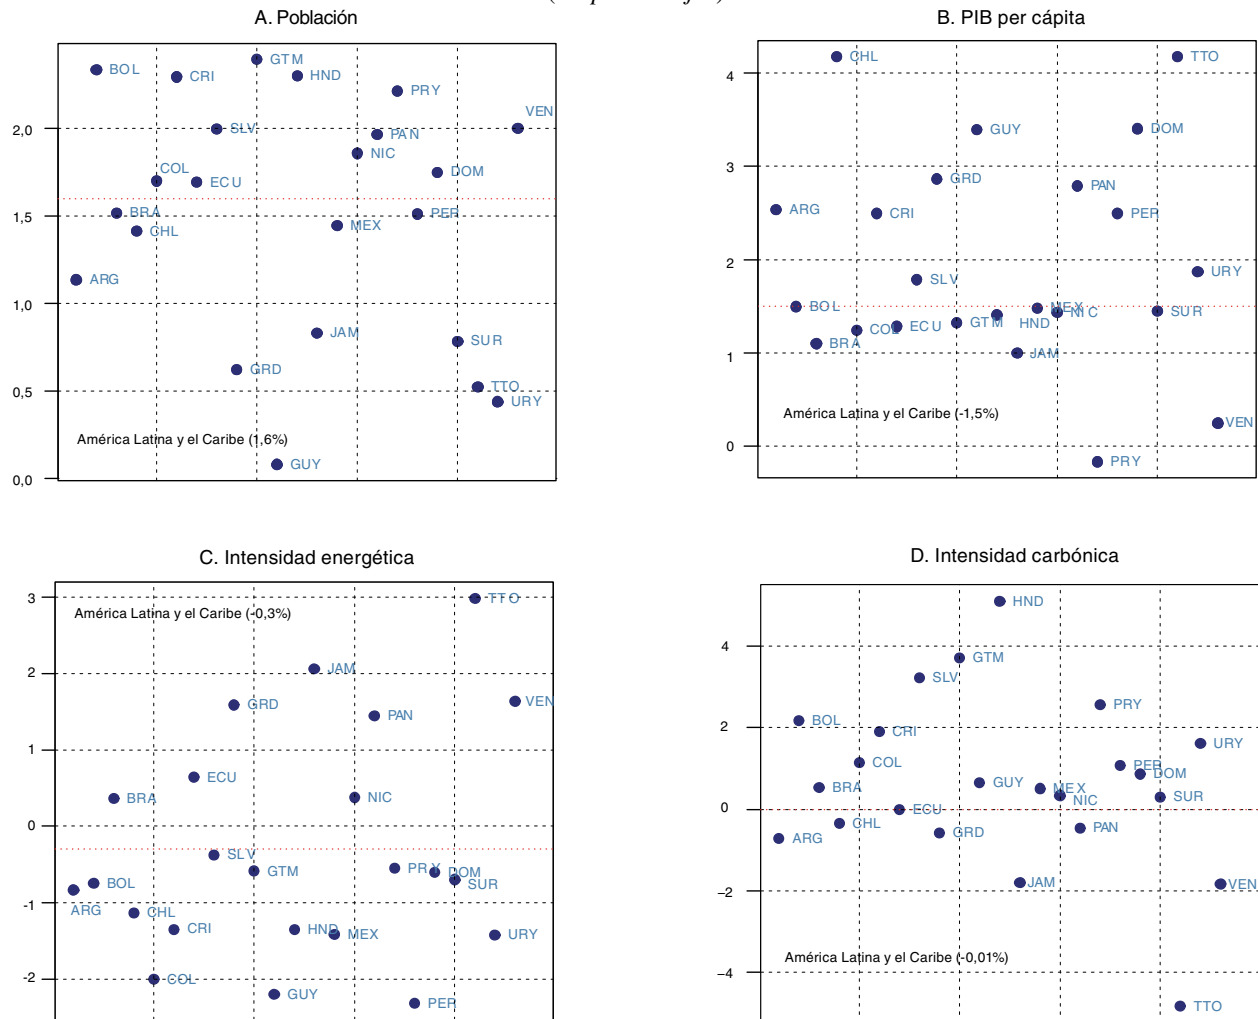 A. Población
GTM
BOL
CRI
HND
PRY
VEN
2,0
SLV
PAN
NIC
COL
ECU
DOM
BRA
PER
1,5
CHL
MEX
ARG
1,0
JAM
SUR
GRD
TTO
0,5
URY
América Latina y el Caribe (1,6%)
GUY
0,0
B. PIB per cápita
CHL
TTO
4
GUY
DOM
3
GRD
PAN
ARG
CRI
PER
2
URY
SLV
BOL
MEX
NIC
SUR
COL
ECU
GTM
HND
BRA
1
JAM
América Latina y el Caribe (-1,5%)
VEN
0
PRY
C. Intensidad energética
3
TTO
América Latina y el Caribe (-0,3%)
2
JAM
GRD
VEN
PAN
1
ECU
BRA
NIC
0
SLV
GTM
PRY
DOM
BOL
SUR
-1
ARG
CHL
CRI
HND
MEX
URY
-2
COL
GUY
PER
D. Intensidad carbónica
HND
4
GTM
SLV
PRY
BOL
2
CRI
URY
COL
PER
DOM
BRA
GUY
MEX
NIC
SUR
0
ECU
CHL
PAN
ARG
GRD
JAM
VEN
−2
América Latina y el Caribe (-0,01%)
−4
TTO